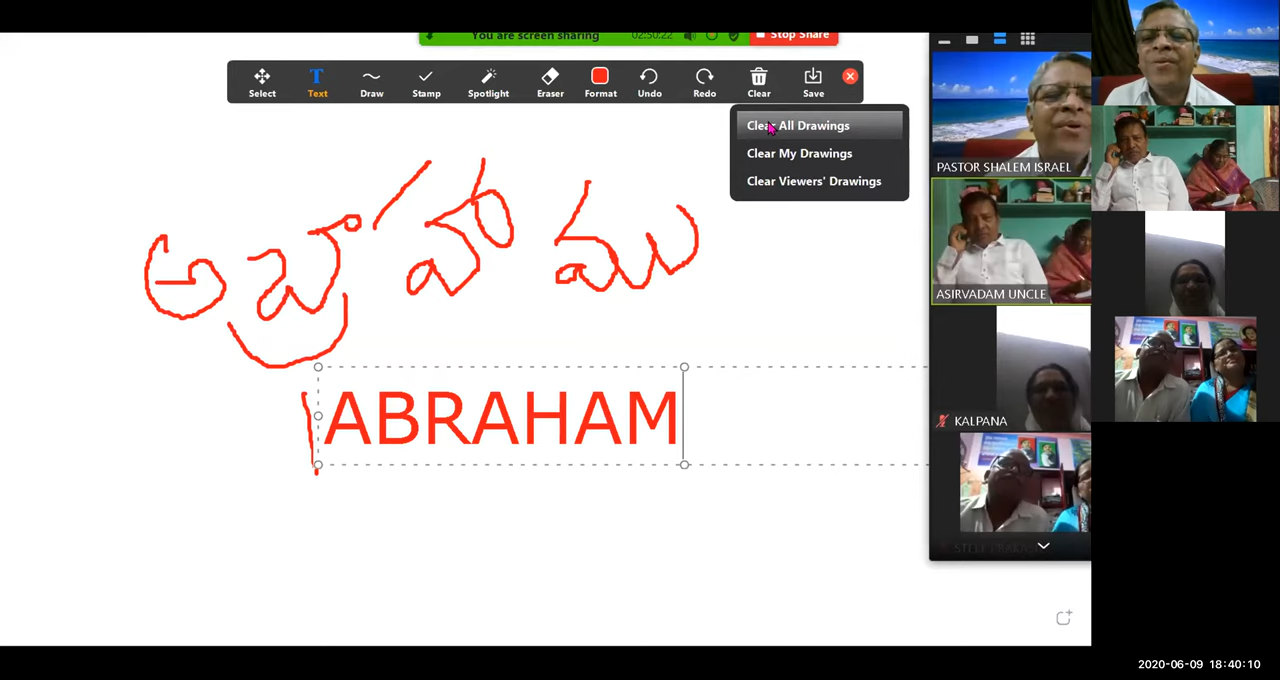 You are screen sharing 02:50:22 Stop Share
Select Text Draw Stamp Spotlight Eraser Format Undo Redo Clear Save
Clear All Drawings
Clear My Drawings
Clear Viewers' Drawings
అబ్రాహాము
ABRAHAM
PASTOR SHALEM ISRAEL
ASIRVADAM UNCLE
KALPANA
2020-06-09 18:40:10